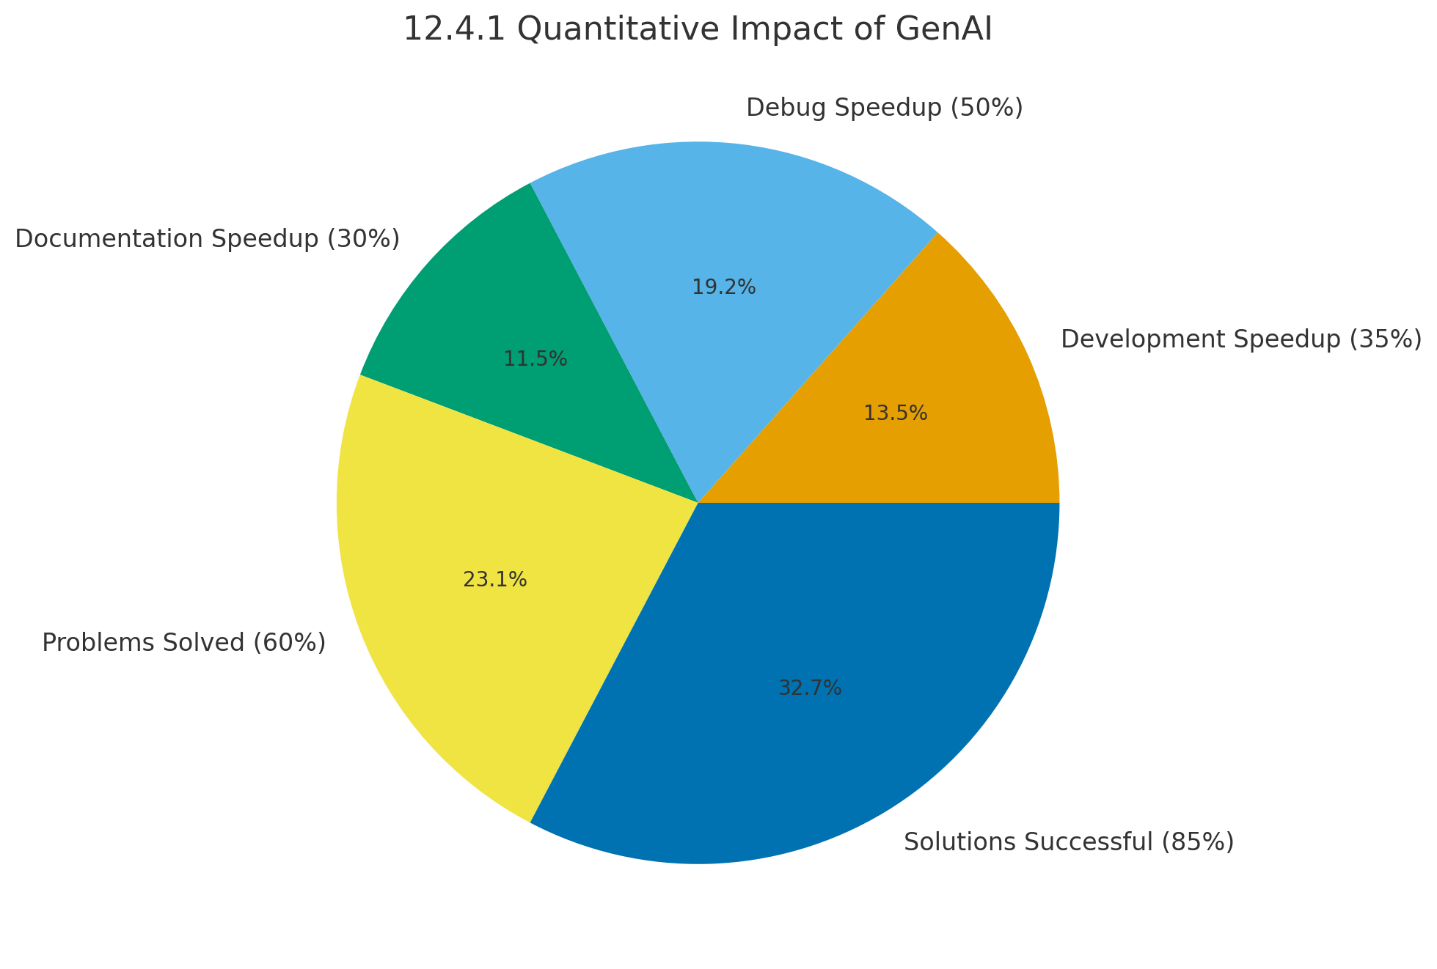 12.4.1 Quantitative Impact of GenAI
Debug Speedup (50%)
Documentation Speedup (30%)
19.2%
Development Speedup (35%)
11.5%
13.5%
23.1%
Problems Solved (60%)
32.7%
Solutions Successful (85%)